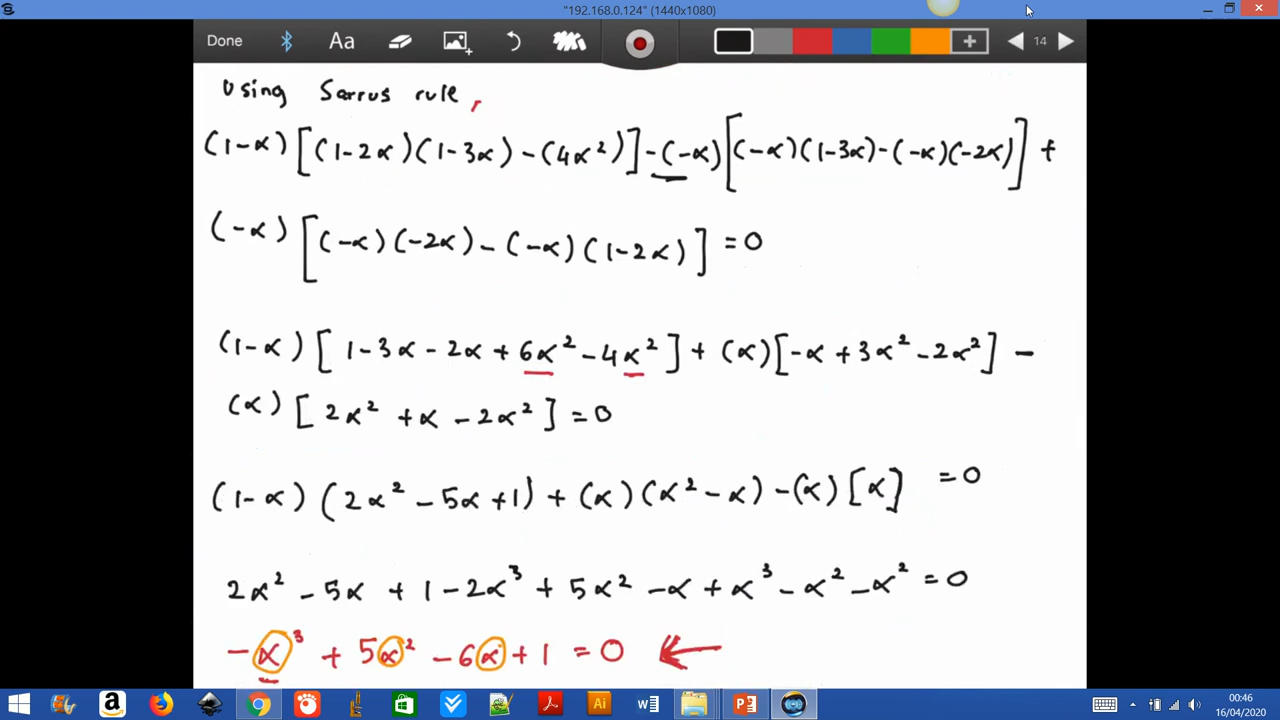 "192.168.0.124" (1440x1080)
Done Aa 14
Using Sarrus rule,
(1-α)[(1-2α)(1-3α)-(4α²)]-(-α)[(-α)(1-3α)-(-α)(-2α)]+
(-α)[(-α)(-2α)-(-α)(1-2α)]=0
(1-α)[1-3α-2α+6α²-4α²]+(α)[-α+3α²-2α²]-
(α)[2α²+α-2α²]=0
(1-α)(2α²-5α+1)+(α)(α²-α)-(α)[α] =0
2α²-5α+1-2α³+5α²-α+α³-α²-α²=0
-α³+5α²-6α+1=0
00:46
16/04/2020